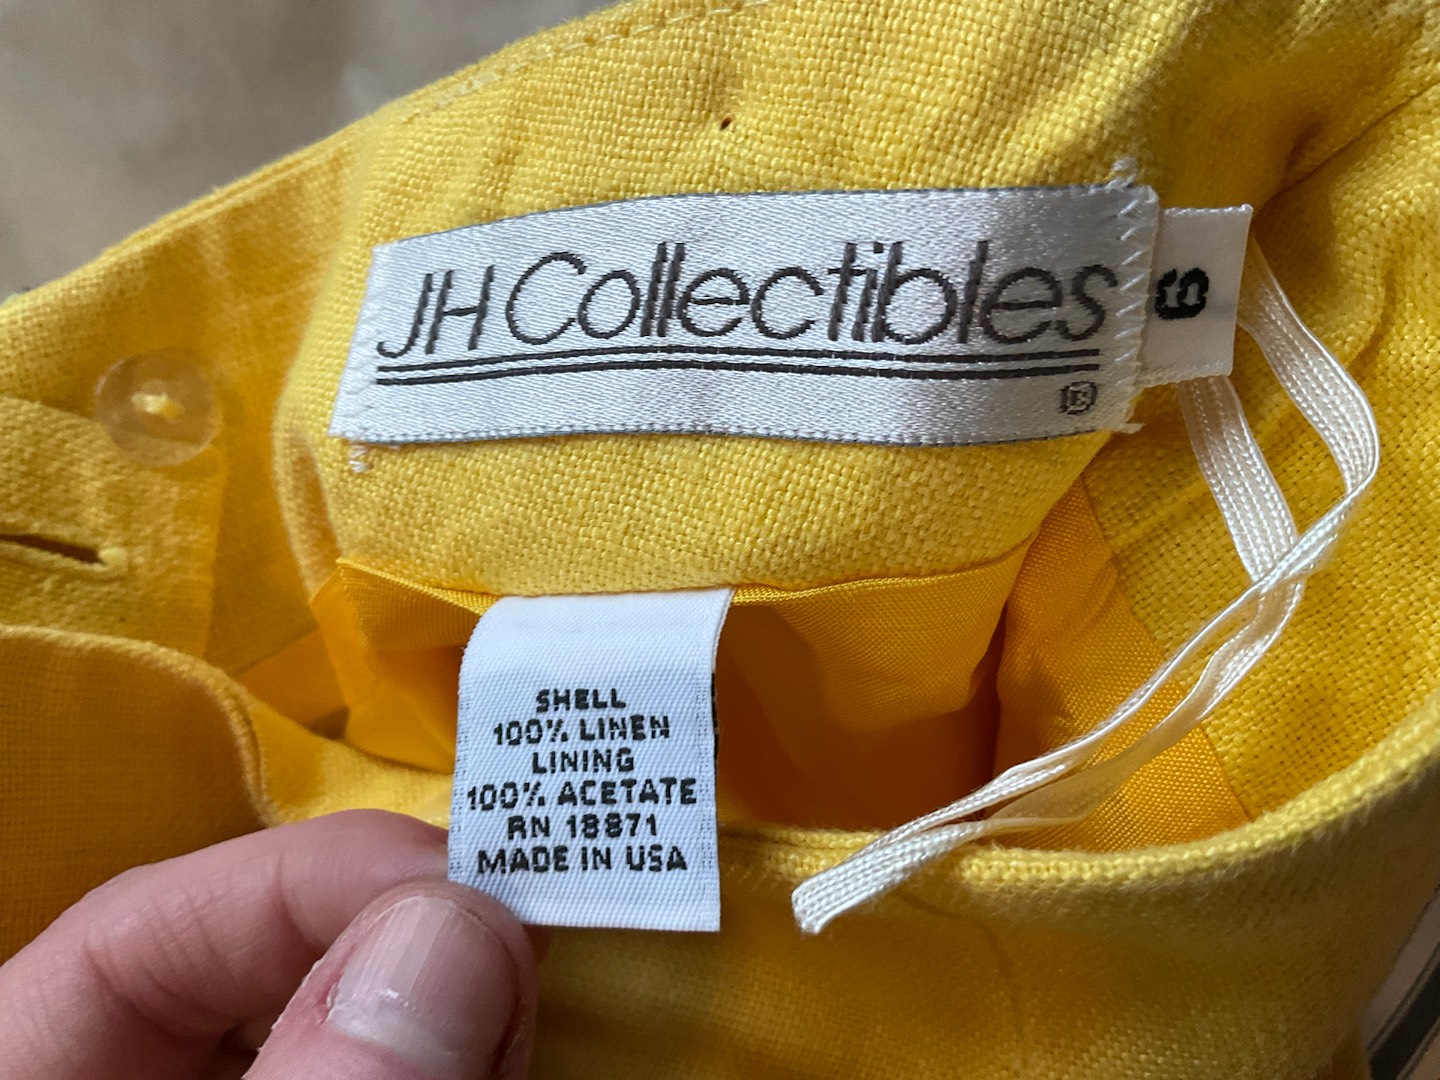 JH Collectibles
®
6
SHELL
100% LINEN
LINING
100% ACETATE
RN 18871
MADE IN USA